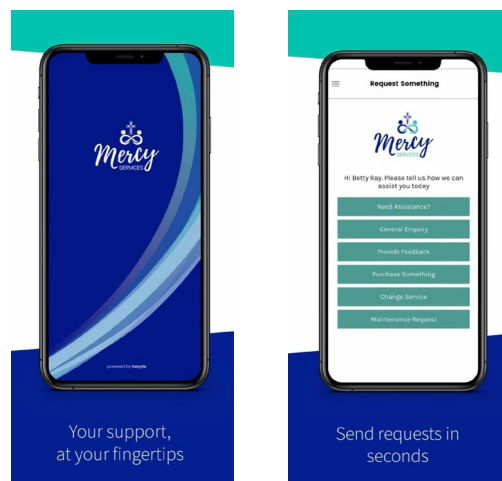 Mercy
SERVICES
powered by heyyla
Your support,
at your fingertips
Request Something
Mercy
SERVICES
Hi Betty Ray. Please tell us how we can
assist you today
Need Assistance?
General Enquiry
Provide Feedback
Purchase Something
Change Service
Maintenance Request
Send requests in
seconds